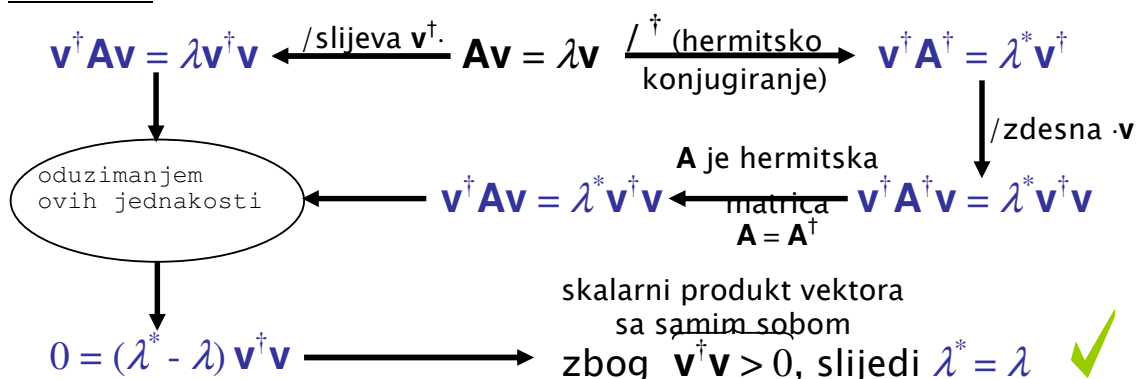 v†Av = λv†v /slijeva v†· Av = λv / † (hermitsko konjugiranje) v†A† = λ*v†
/zdesna ·v
oduzimanjem
ovih jednakosti
v†Av = λ*v†v
A je hermitska
matrica
A = A†
v†A†v = λ*v†v
0 = (λ* - λ) v†v
skalarni produkt vektora
sa samim sobom
zbog v†v > 0, slijedi λ* = λ